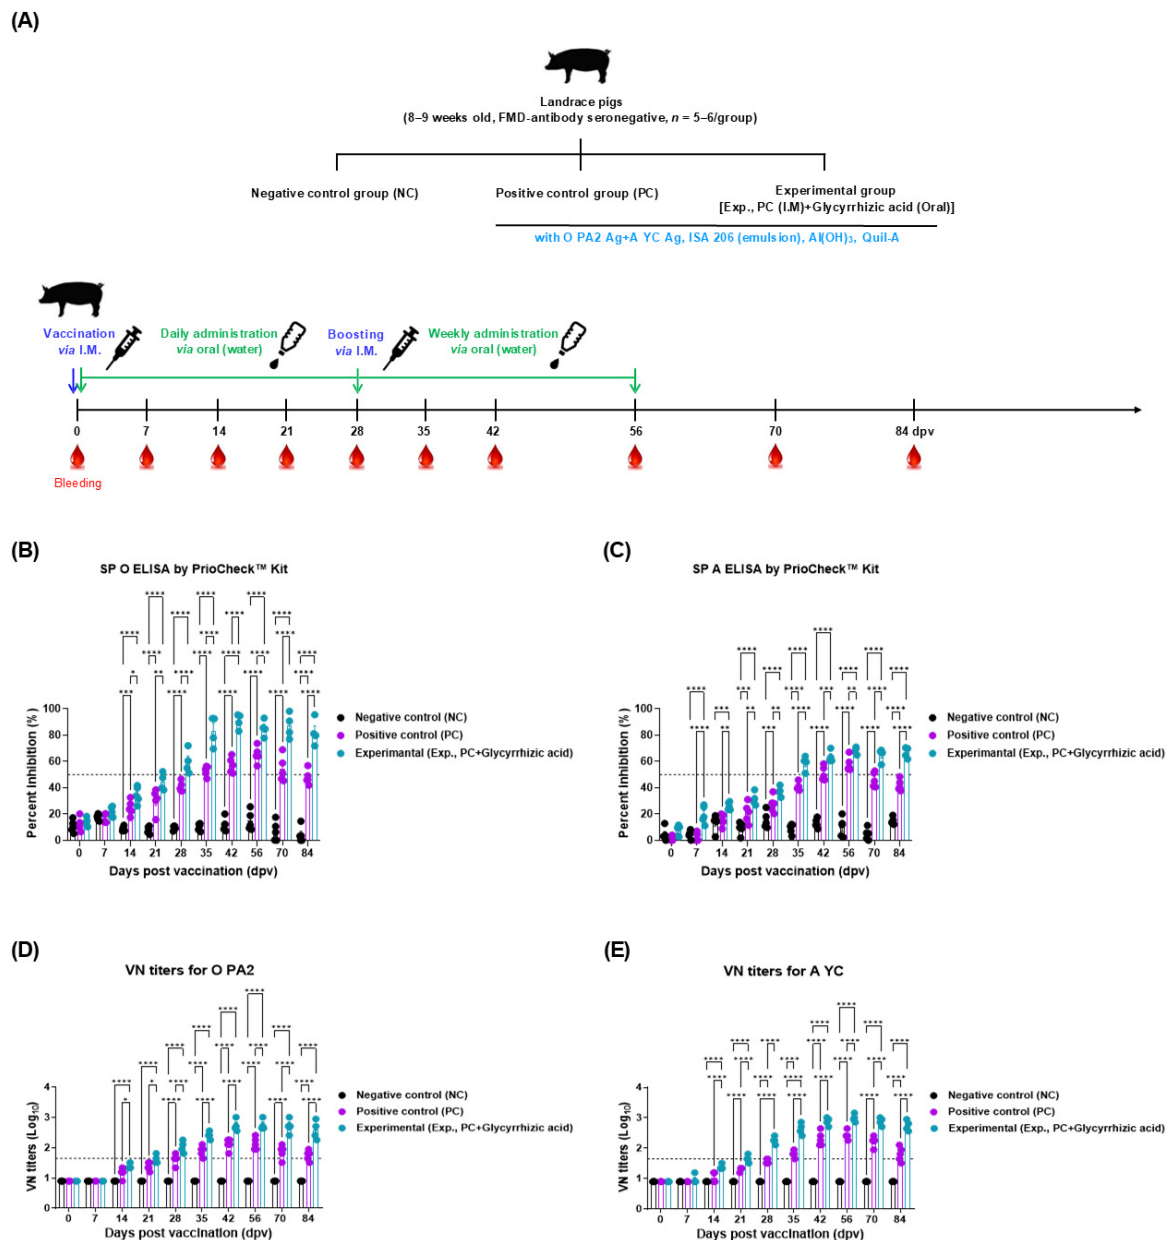 (A)
Landrace pigs
(8–9 weeks old, FMD-antibody seronegative, n = 5–6/group)
Negative control group (NC)
Positive control group (PC)
Experimental group
[Exp., PC (I.M)+Glycyrrhizic acid (Oral)]
with O PA2 Ag+A YC Ag, ISA 206 (emulsion), Al(OH)3, Quil-A
Vaccination
via I.M.
Daily administration
via oral (water)
Boosting
via I.M.
Weekly administration
via oral (water)
0 7 14 21 28 35 42 56 70 84 dpv
Bleeding
(B)
SP O ELISA by PrioCheck™ Kit
Percent Inhibition (%)
100
80
60
40
20
0
0 7 14 21 28 35 42 56 70 84
Days post vaccination (dpv)
Negative control (NC)
Positive control (PC)
Experimantal (Exp., PC+Glycyrrhizic acid)
(C)
SP A ELISA by PrioCheck™ Kit
Percent Inhibition (%)
100
80
60
40
20
0
0 7 14 21 28 35 42 56 70 84
Days post vaccination (dpv)
Negative control (NC)
Positive control (PC)
Experimantal (Exp., PC+Glycyrrhizic acid)
(D)
VN titers for O PA2
VN titers (Log10)
4
3
2
1
0
0 7 14 21 28 35 42 56 70 84
Days post vaccination (dpv)
Negative control (NC)
Positive control (PC)
Experimental (Exp., PC+Glycyrrhizic acid)
(E)
VN titers for A YC
VN titers (Log10)
4
3
2
1
0
0 7 14 21 28 35 42 56 70 84
Days post vaccination (dpv)
Negative control (NC)
Positive control (PC)
Experimental (Exp., PC+Glycyrrhizic acid)